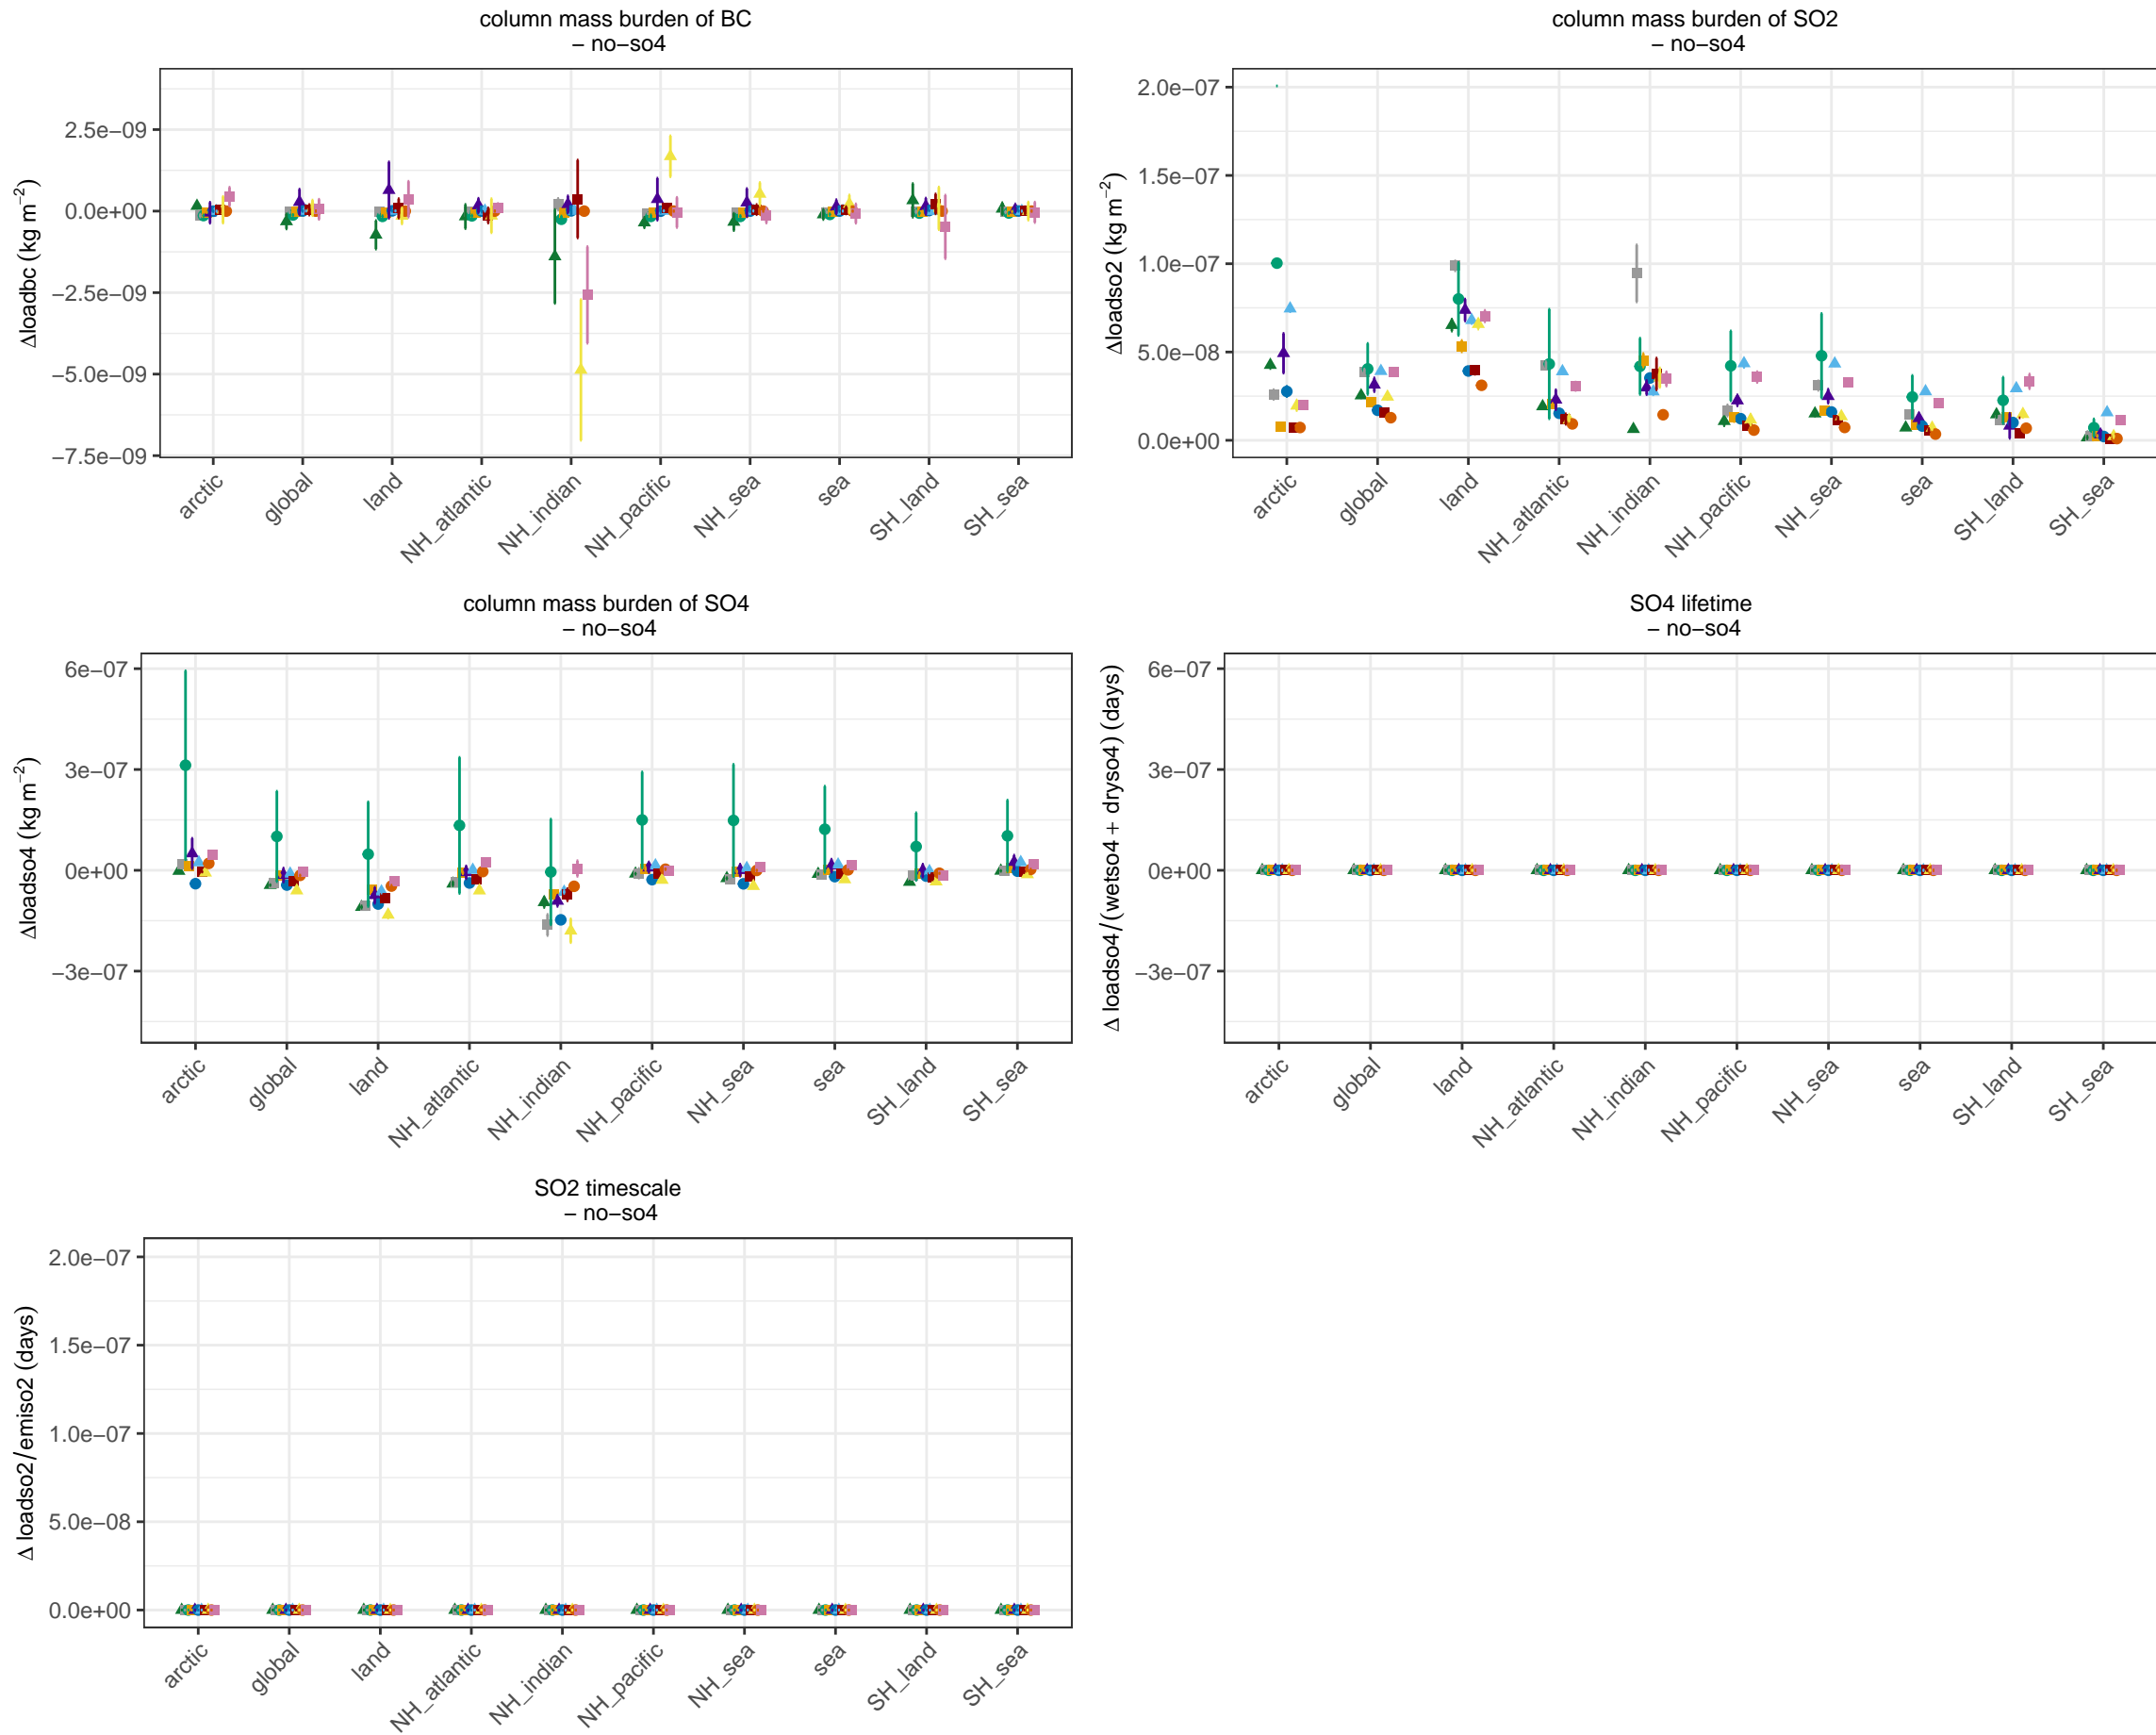 column mass burden of BC
− no−so4
Δloadbc (kg m−2)
2.5e−09
0.0e+00
−2.5e−09
−5.0e−09
−7.5e−09
arctic
global
land
NH_atlantic
NH_indian
NH_pacific
NH_sea
sea
SH_land
SH_sea
column mass burden of SO2
− no−so4
Δloadso2 (kg m−2)
2.0e−07
1.5e−07
1.0e−07
5.0e−08
0.0e+00
arctic
global
land
NH_atlantic
NH_indian
NH_pacific
NH_sea
sea
SH_land
SH_sea
column mass burden of SO4
− no−so4
Δloadso4 (kg m−2)
6e−07
3e−07
0e+00
−3e−07
arctic
global
land
NH_atlantic
NH_indian
NH_pacific
NH_sea
sea
SH_land
SH_sea
SO4 lifetime
− no−so4
Δ loadso4/(wetso4 + dryso4) (days)
6e−07
3e−07
0e+00
−3e−07
arctic
global
land
NH_atlantic
NH_indian
NH_pacific
NH_sea
sea
SH_land
SH_sea
SO2 timescale
− no−so4
Δ loadso2/emiso2 (days)
2.0e−07
1.5e−07
1.0e−07
5.0e−08
0.0e+00
arctic
global
land
NH_atlantic
NH_indian
NH_pacific
NH_sea
sea
SH_land
SH_sea